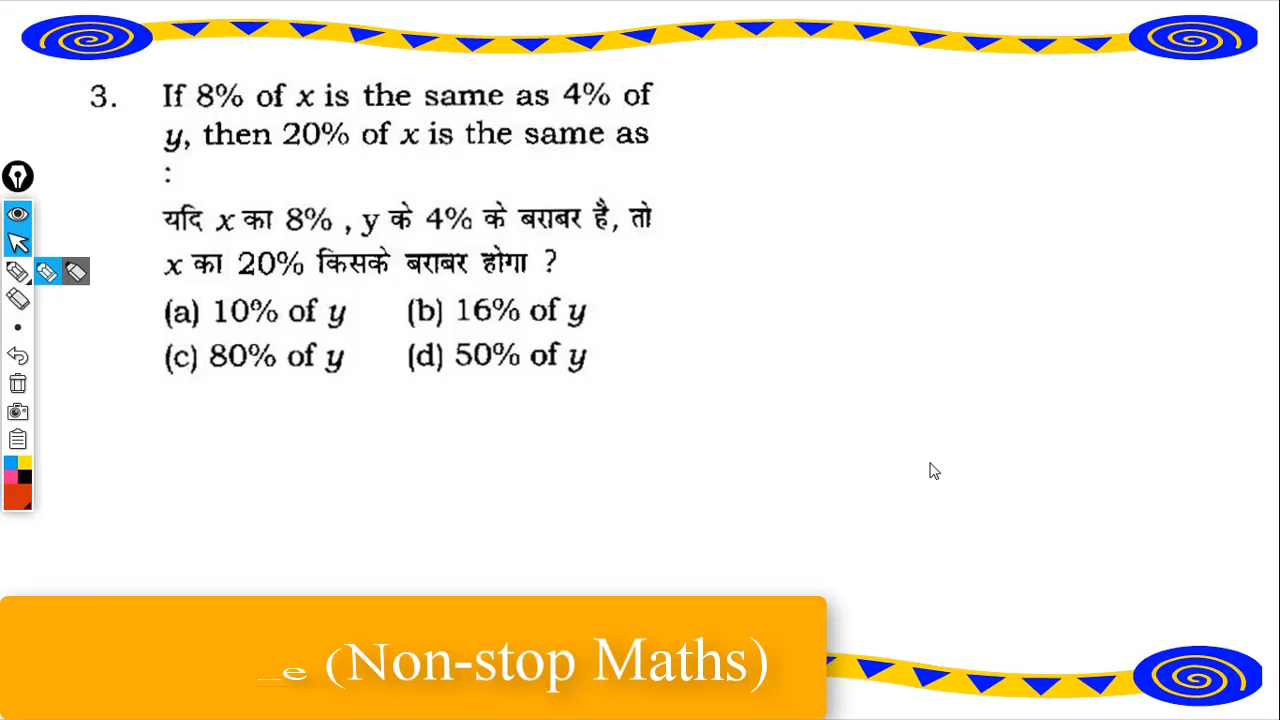 3. If 8% of x is the same as 4% of
y, then 20% of x is the same as
:
यदि x का 8% , y के 4% के बराबर है, तो
x का 20% किसके बराबर होगा ?
(a) 10% of y (b) 16% of y
(c) 80% of y (d) 50% of y
(Non-stop Maths)